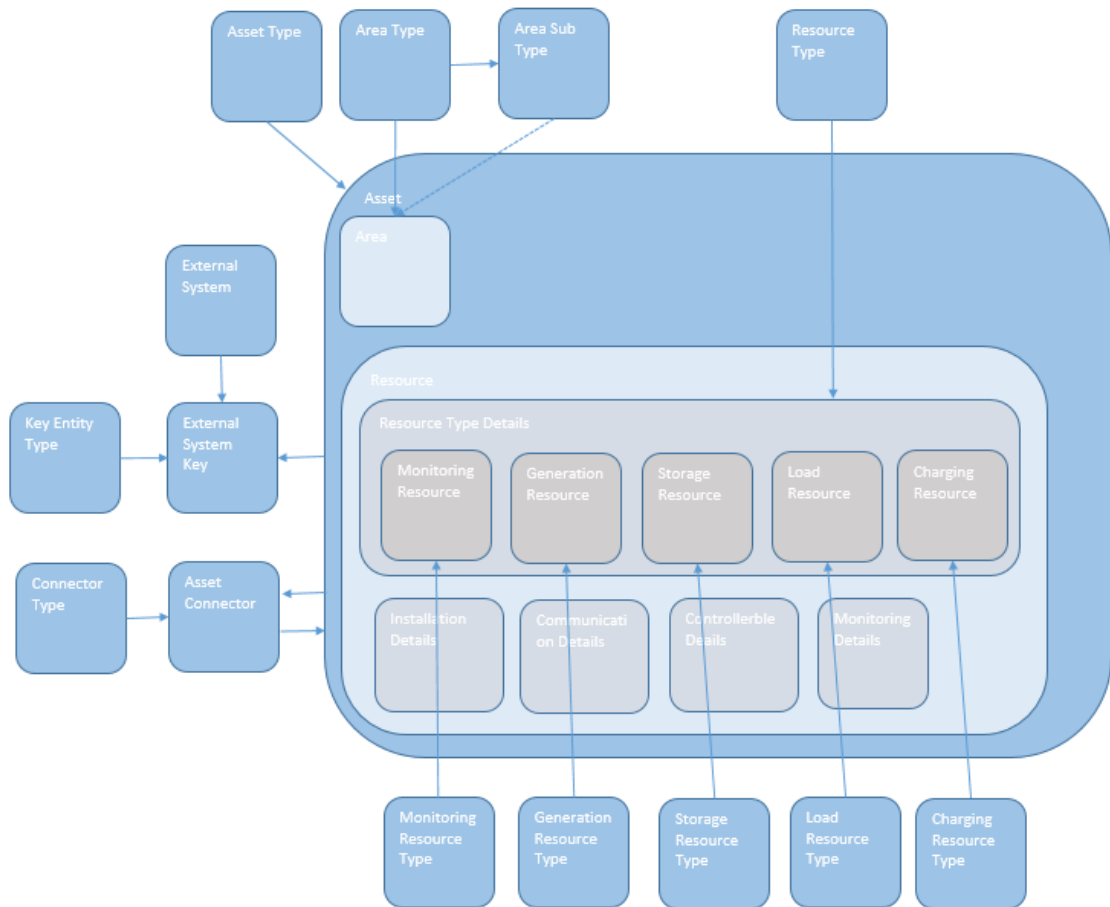 Asset Type
Area Type
Area Sub
Type
Resource
Type
Asset
Area
External
System
Resource
Key Entity
Type
External
System
Key
Resource Type Details
Monitoring
Resource
Generation
Resource
Storage
Resource
Load
Resource
Charging
Resource
Connector
Type
Asset
Connector
Installation
Details
Communicati
on Details
Controllerble
Deails
Monitoring
Details
Monitoring
Resource
Type
Generation
Resource
Type
Storage
Resource
Type
Load
Resource
Type
Charging
Resource
Type